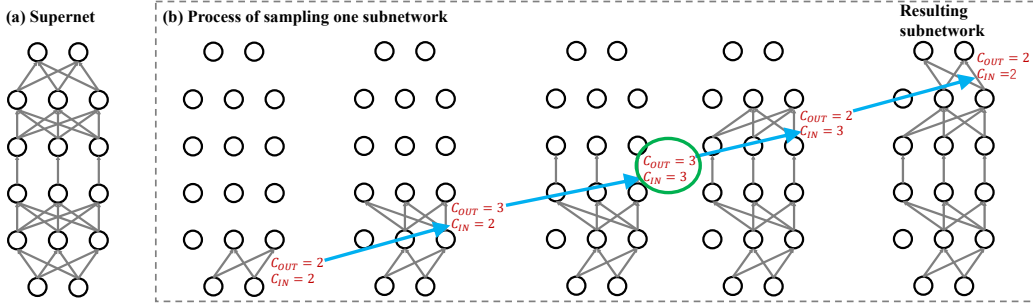 (a) Supernet
(b) Process of sampling one subnetwork
Resulting
subnetwork
C_OUT = 2
C_IN = 2
C_OUT = 3
C_IN = 2
C_OUT = 3
C_IN = 3
C_OUT = 2
C_IN = 3
C_OUT = 2
C_IN =2